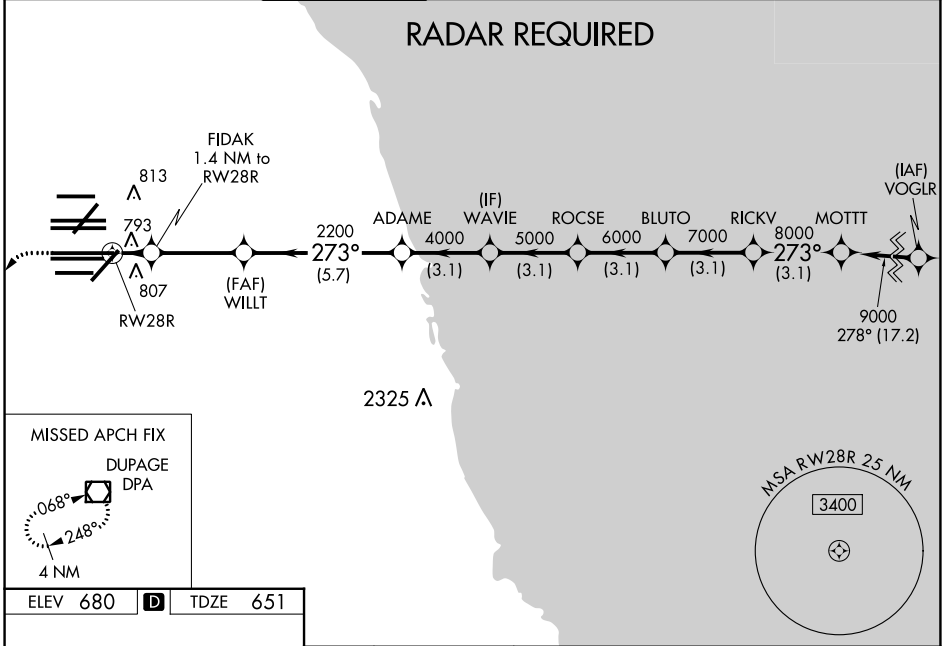 RADAR REQUIRED
FIDAK
1.4 NM to
RW28R
813
793
807
RW28R
(FAF)
WILLT
2200
273°
(5.7)
ADAME
4000
(3.1)
(IF)
WAVIE
5000
(3.1)
ROCSE
6000
(3.1)
BLUTO
7000
(3.1)
RICKV
8000
273°
(3.1)
MOTTT
(IAF)
VOGLR
9000
278° (17.2)
2325
MISSED APCH FIX
DUPAGE
DPA
068°
248°
4 NM
MSA RW28R 25 NM
3400
ELEV 680 D TDZE 651